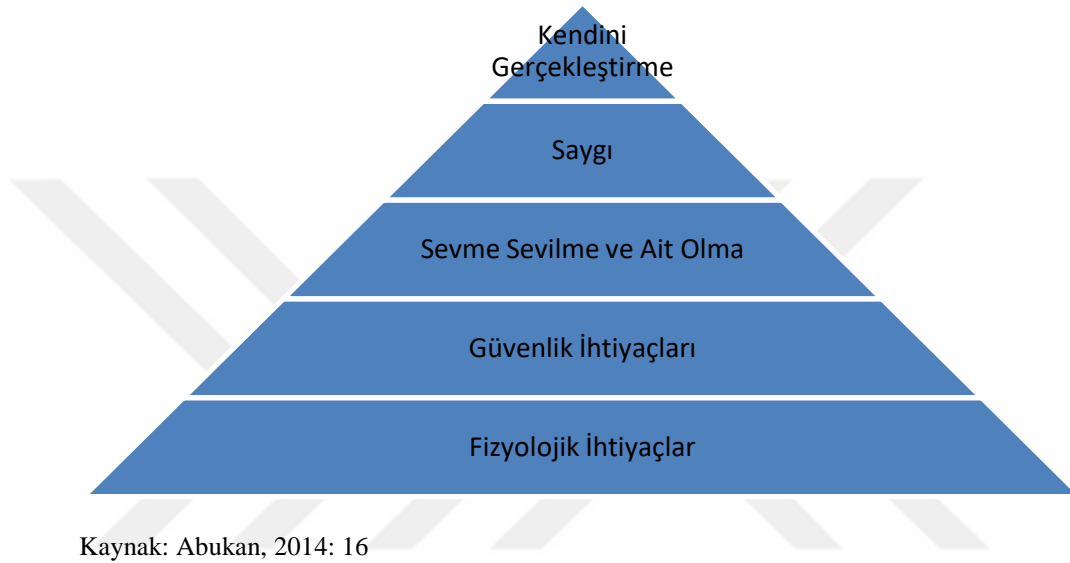 Kendini
Gerçekleştirme
Saygı
Sevme Sevilme ve Ait Olma
Güvenlik İhtiyaçları
Fizyolojik İhtiyaçlar
Kaynak: Abukan, 2014: 16